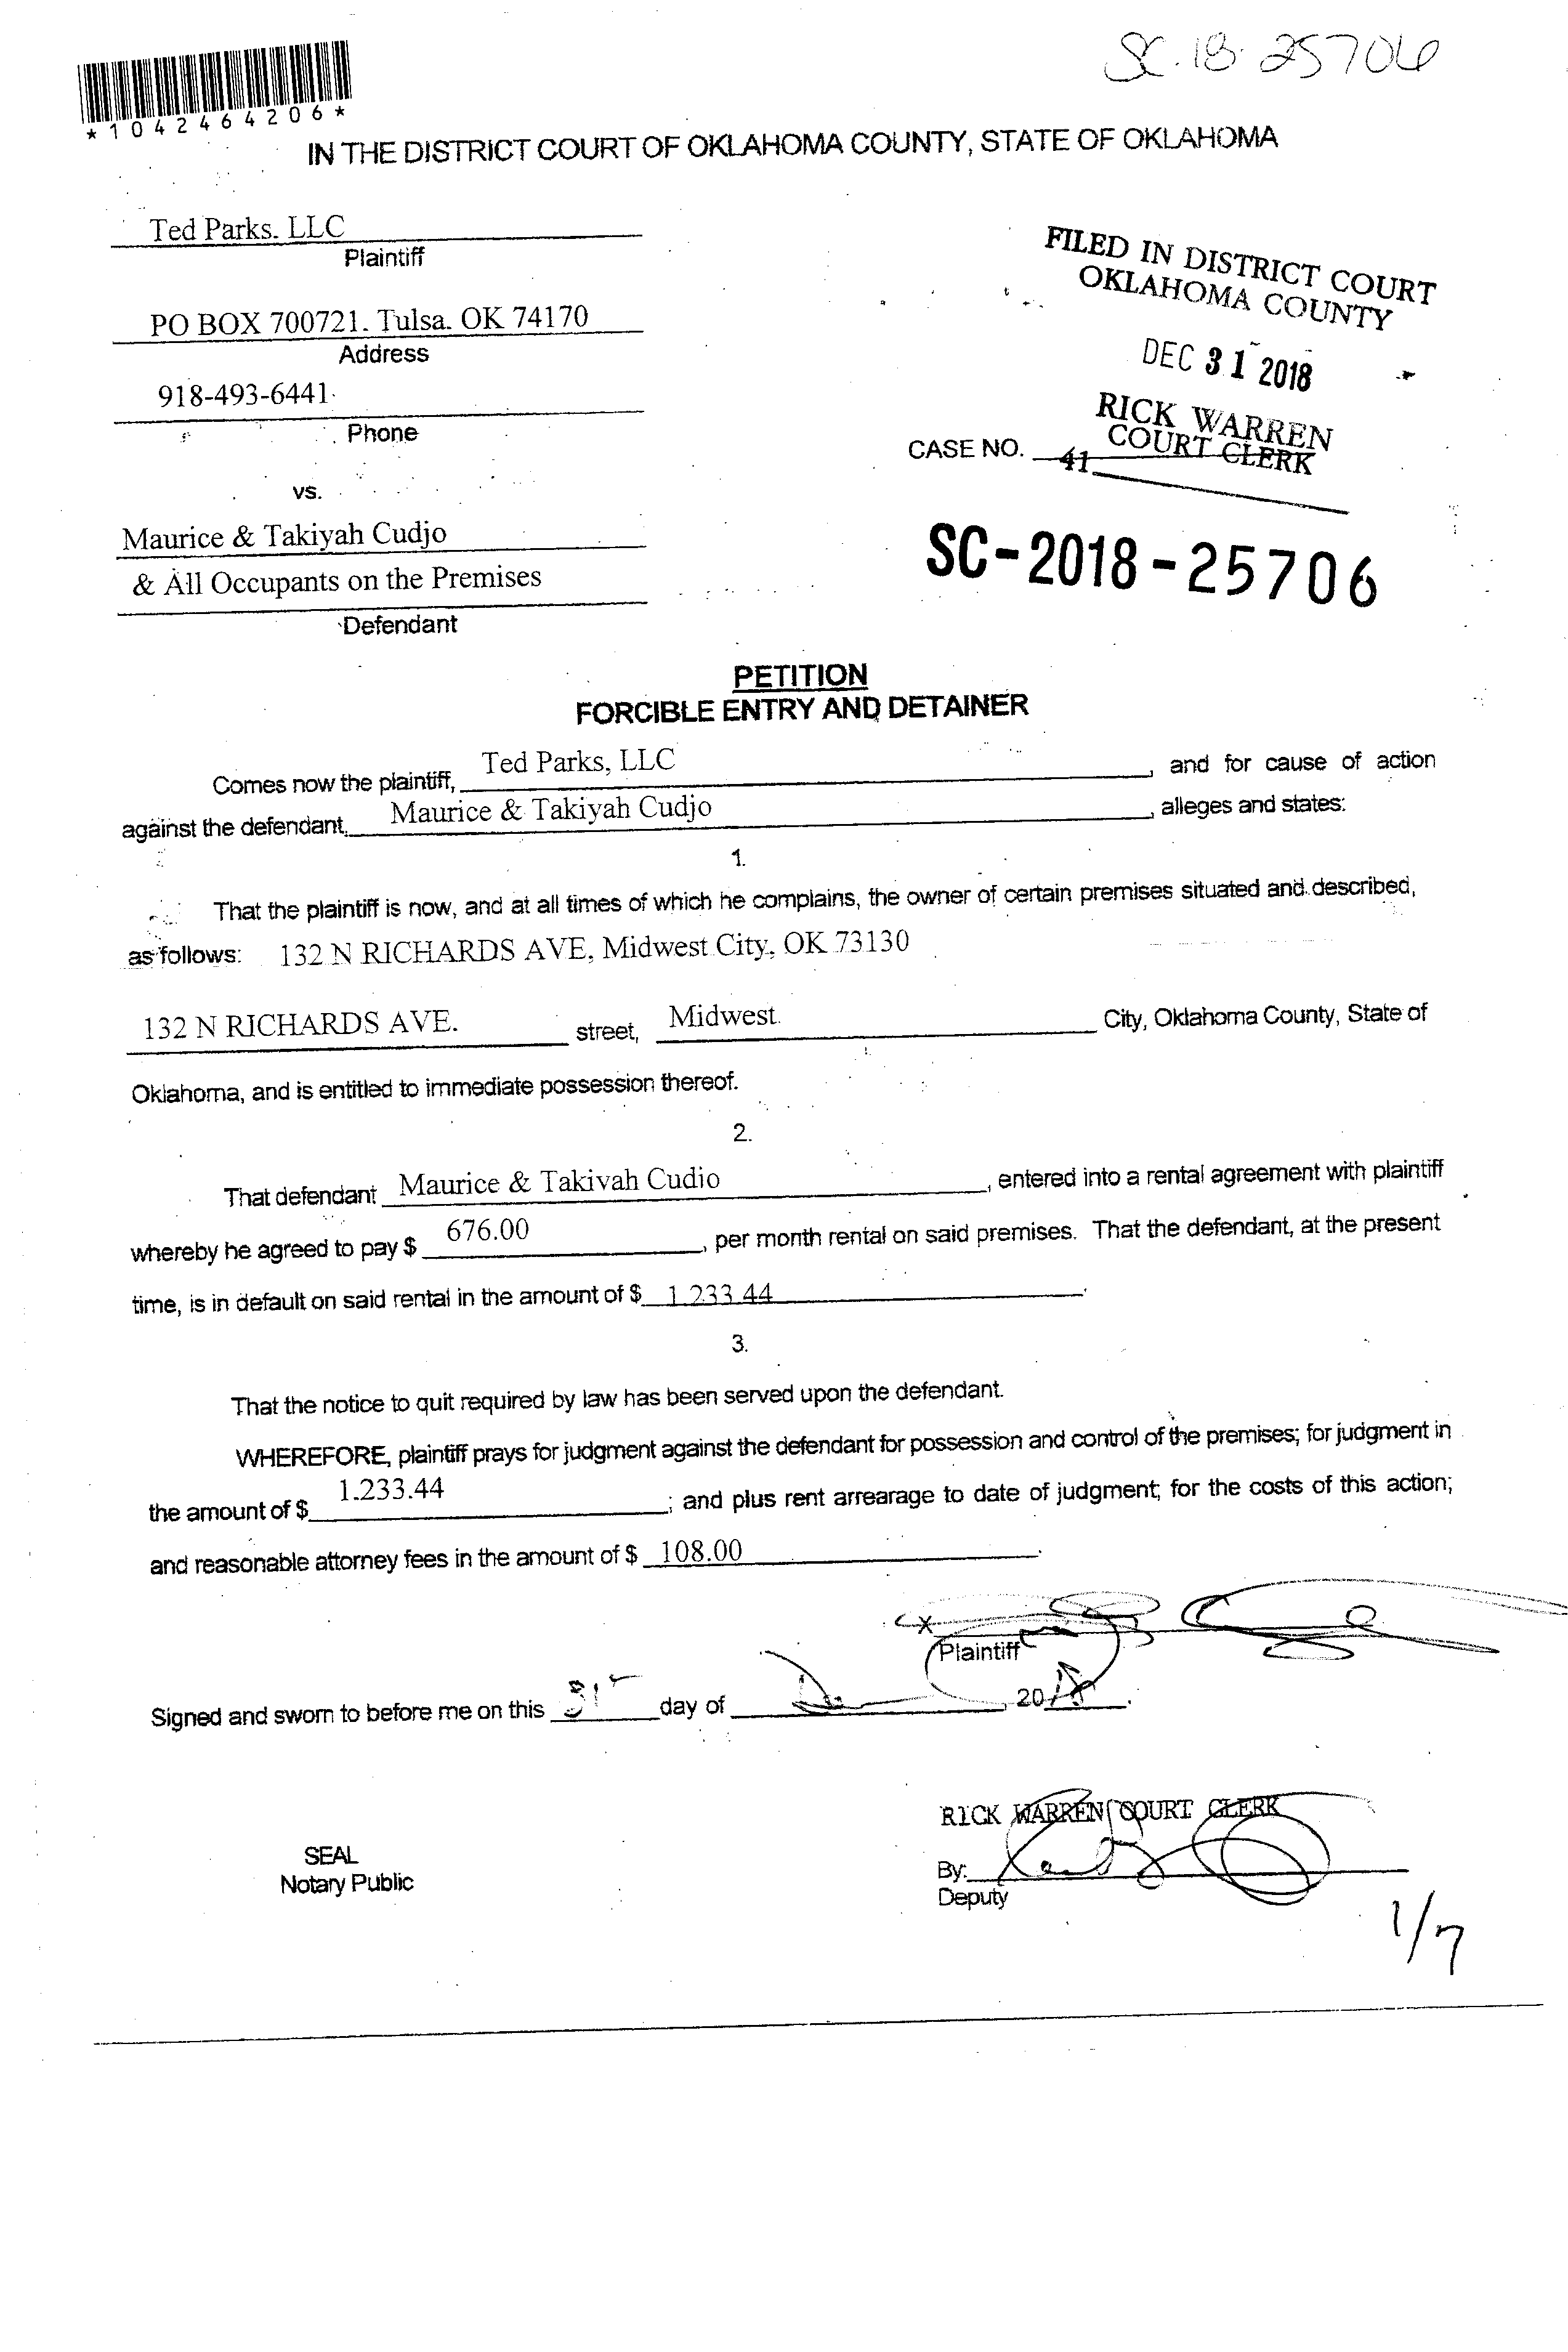 SC-18-25706
*1042464206*
IN THE DISTRICT COURT OF OKLAHOMA COUNTY, STATE OF OKLAHOMA
Ted Parks. LLC
Plaintiff
PO BOX 700721. Tulsa. OK 74170
Address
918-493-6441
Phone
vs.
Maurice & Takiyah Cudjo
& All Occupants on the Premises
Defendant
FILED IN DISTRICT COURT
OKLAHOMA COUNTY
DEC 31 2018
RICK WARREN
COURT CLERK
CASE NO. 41
SC-2018-25706
PETITION
FORCIBLE ENTRY AND DETAINER
Comes now the plaintiff, Ted Parks, LLC, and for cause of action
against the defendant, Maurice & Takiyah Cudjo, alleges and states:
1.
That the plaintiff is now, and at all times of which he complains, the owner of certain premises situated and described,
as follows: 132 N RICHARDS AVE, Midwest City, OK 73130
132 N RICHARDS AVE. street, Midwest City, Oklahoma County, State of
Oklahoma, and is entitled to immediate possession thereof.
2.
That defendant Maurice & Takivah Cudio, entered into a rental agreement with plaintiff
whereby he agreed to pay $ 676.00, per month rental on said premises. That the defendant, at the present
time, is in default on said rental in the amount of $ 1.233.44.
3.
That the notice to quit required by law has been served upon the defendant.
WHEREFORE, plaintiff prays for judgment against the defendant for possession and control of the premises; for judgment in
the amount of $ 1.233.44; and plus rent arrearage to date of judgment; for the costs of this action;
and reasonable attorney fees in the amount of $ 108.00.
x
Plaintiff
Signed and sworn to before me on this 31 day of Dec, 2018.
RICK WARREN COURT CLERK
SEAL
Notary Public
By:
Deputy
1/7